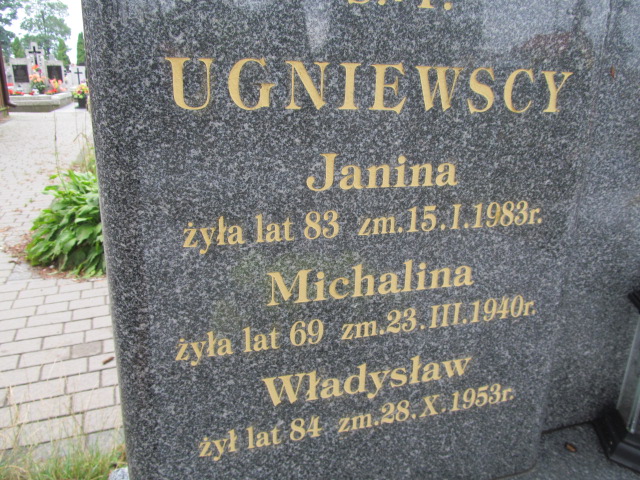 Ś. † P.
UGNIEWSCY
Janina
żyła lat 83 zm.15.I.1983r.
Michalina
żyła lat 69 zm.23.III.1940r.
Władysław
żył lat 84 zm.28.X.1953r.